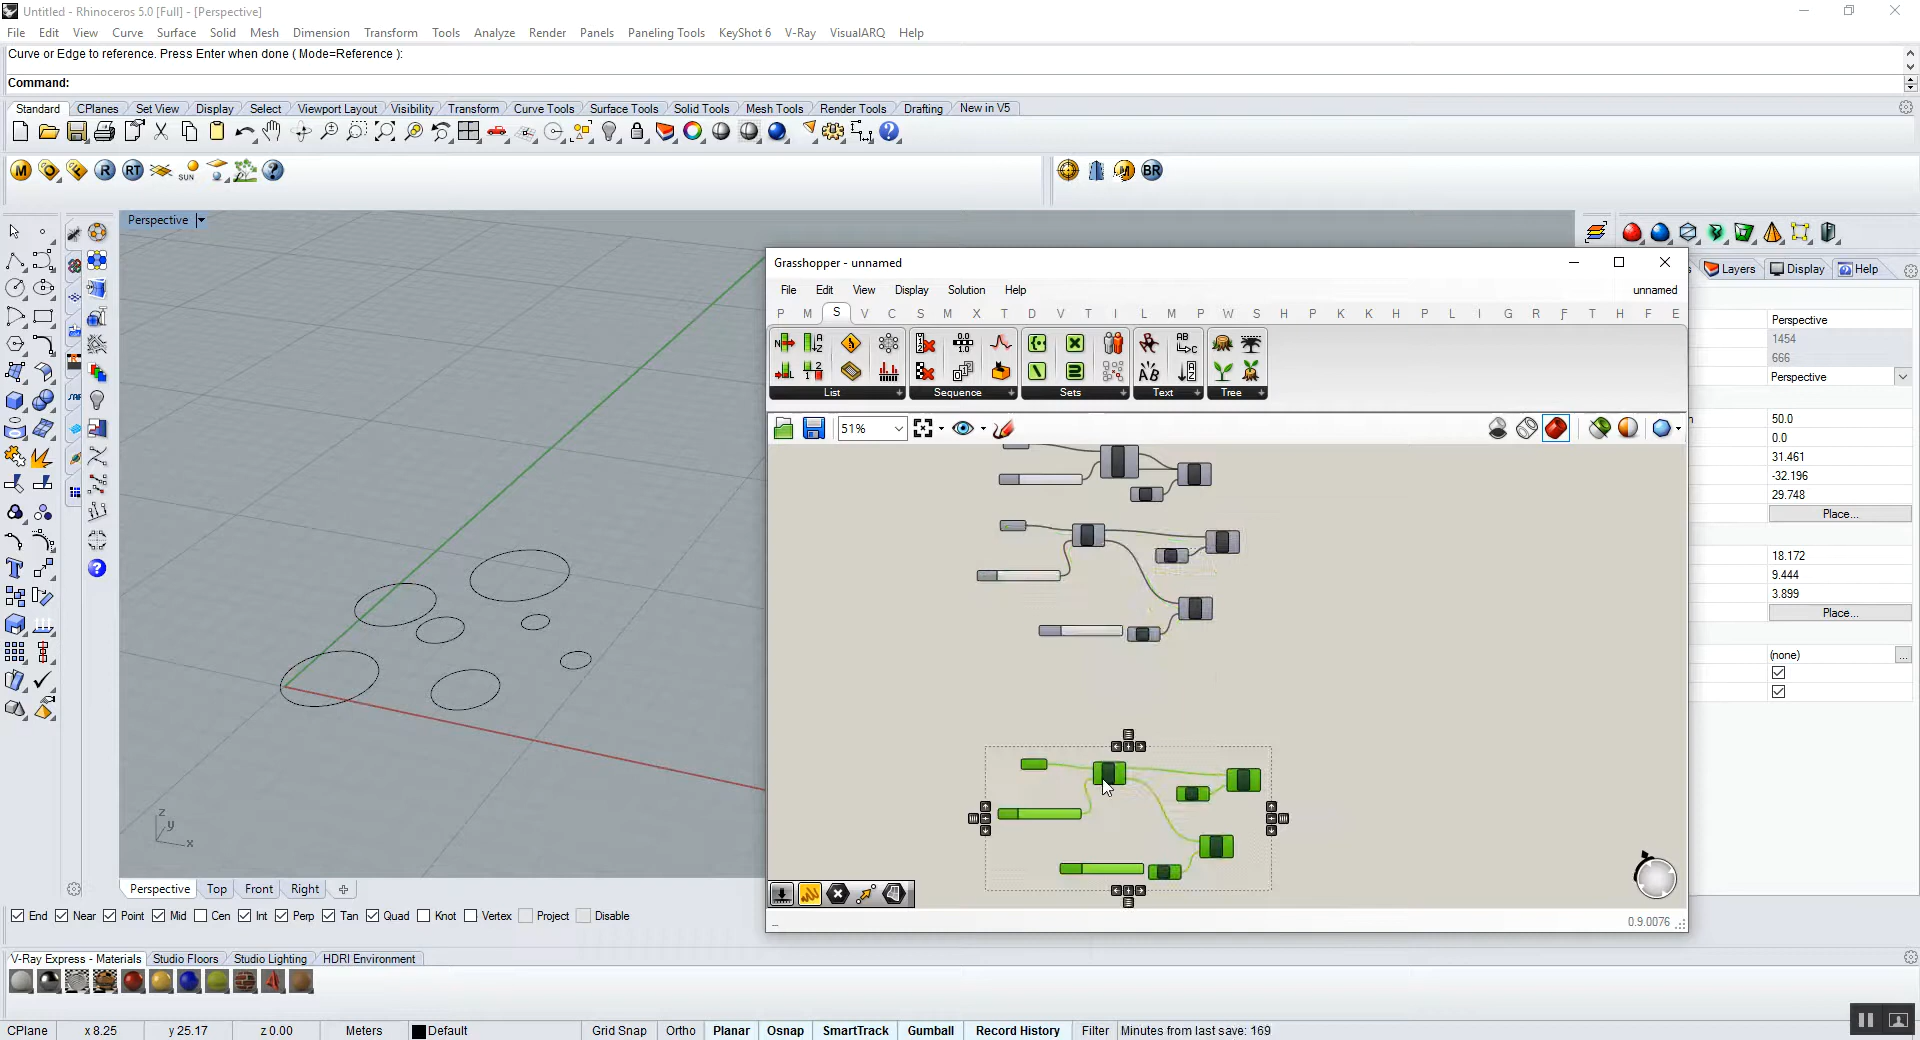 Untitled - Rhinoceros 5.0 [Full] - [Perspective]
File Edit View Curve Surface Solid Mesh Dimension Transform Tools Analyze Render Panels Paneling Tools KeyShot 6 V-Ray VisualARQ Help
Curve or Edge to reference. Press Enter when done ( Mode=Reference ):
Command:
Standard CPlanes Set View Display Select Viewport Layout Visibility Transform Curve Tools Surface Tools Solid Tools Mesh Tools Render Tools Drafting New in V5
M O F R RT SUN M BR
Perspective
Layers Display Help
Grasshopper - unnamed
File Edit View Display Solution Help unnamed
P M S V C S M X T D V T I L M P W S H P K K H P L I R F T H F E
List Sequence Sets Text Tree
51%
Perspective
1454
666
Perspective
50.0
0.0
31.461
-32.196
29.748
Place...
18.172
9.444
3.899
Place...
(none) ...
z y x
0.9.0076
Perspective Top Front Right
End Near Point Mid Cen Int Perp Tan Quad Knot Vertex Project Disable
V-Ray Express - Materials Studio Floors Studio Lighting HDRI Environment
CPlane x 8.25 y 25.17 z 0.00 Meters Default Grid Snap Ortho Planar Osnap SmartTrack Gumball Record History Filter Minutes from last save: 169